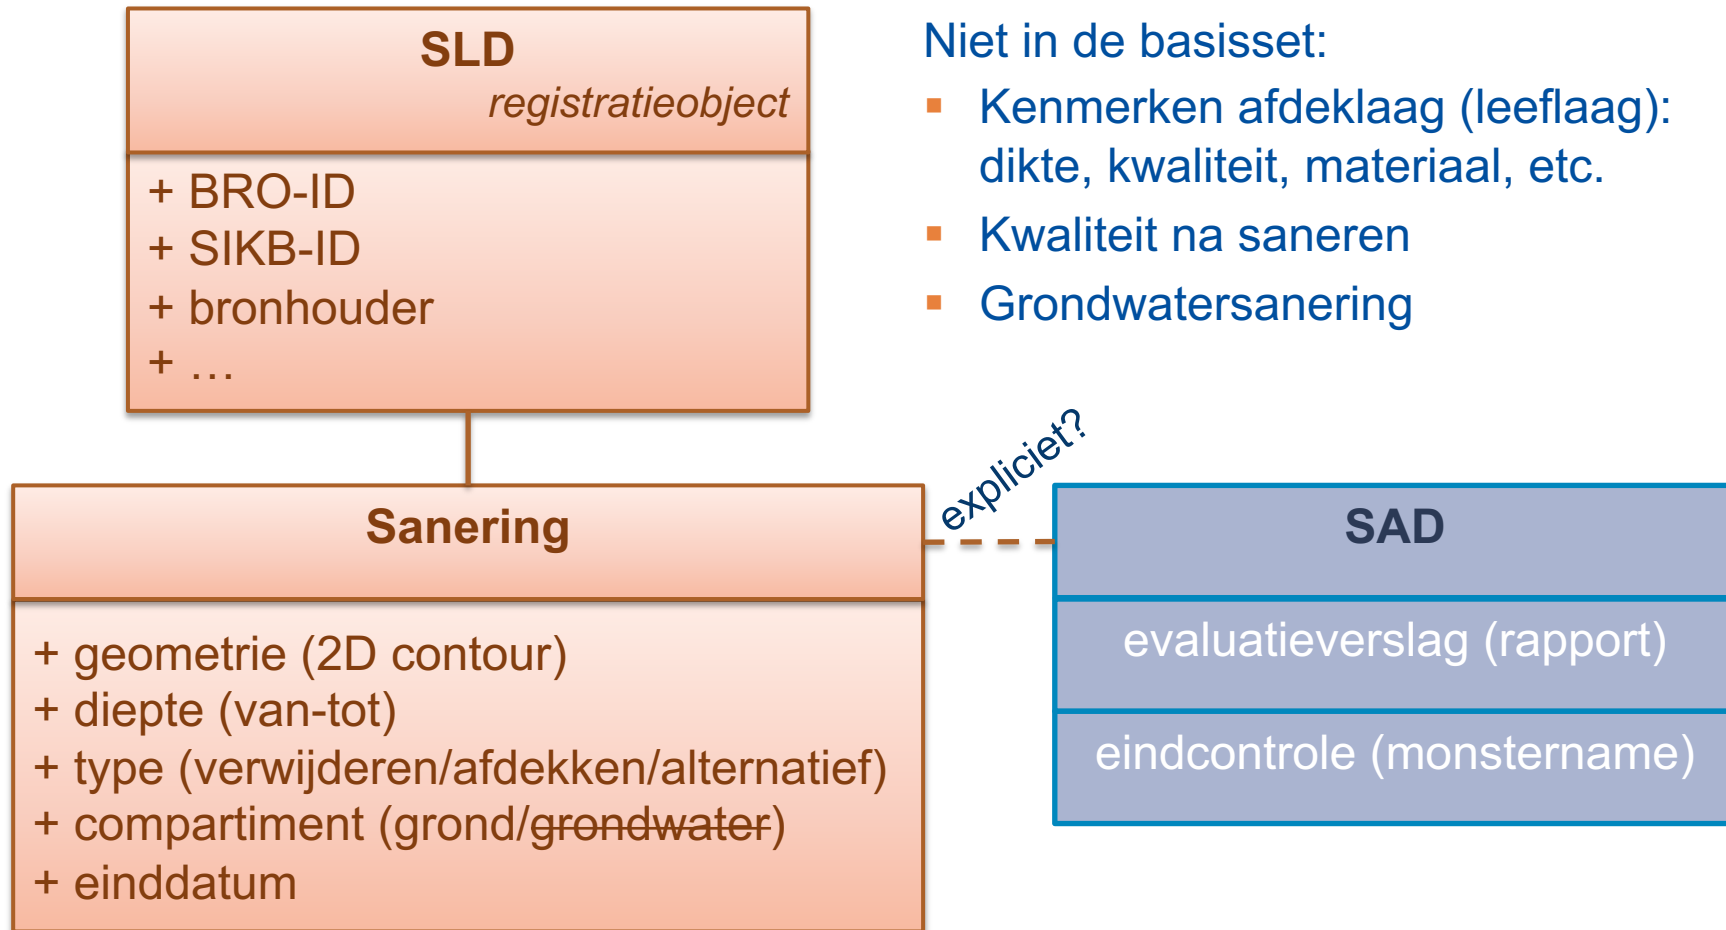 SLD
registratieobject
+ BRO-ID
+ SIKB-ID
+ bronhouder
+ …
Niet in de basisset:
▪ Kenmerken afdeklaag (leeflaag):
dikte, kwaliteit, materiaal, etc.
▪ Kwaliteit na saneren
▪ Grondwatersanering
expliciet?
Sanering
+ geometrie (2D contour)
+ diepte (van-tot)
+ type (verwijderen/afdekken/alternatief)
+ compartiment (grond/grondwater)
+ einddatum
SAD
evaluatieverslag (rapport)
eindcontrole (monstername)